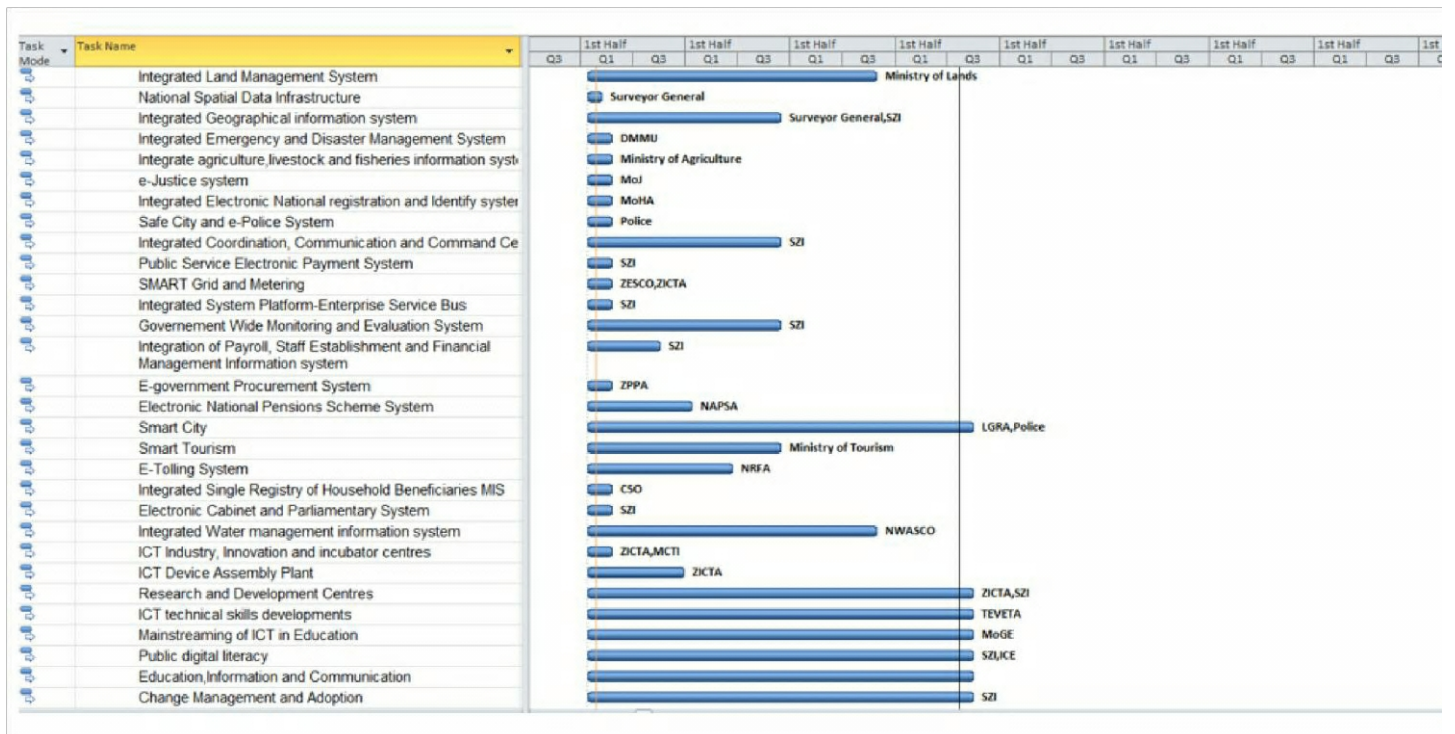 Task Mode Task Name 1st Half 1st Half 1st Half 1st Half 1st Half 1st Half 1st Half 1st Half 1st
Q3 Q1 Q3 Q1 Q3 Q1 Q3 Q1 Q3 Q1 Q3 Q1 Q3 Q1 Q3 Q1 Q3
Integrated Land Management System Ministry of Lands
National Spatial Data Infrastructure Surveyor General
Integrated Geographical information system Surveyor General,SZI
Integrated Emergency and Disaster Management System DMMU
Integrate agriculture,livestock and fisheries information syst Ministry of Agriculture
e-Justice system MoJ
Integrated Electronic National registration and Identify syster MoHA
Safe City and e-Police System Police
Integrated Coordination, Communication and Command Ce SZI
Public Service Electronic Payment System SZI
SMART Grid and Metering ZESCO,ZICTA
Integrated System Platform-Enterprise Service Bus SZI
Governement Wide Monitoring and Evaluation System SZI
Integration of Payroll, Staff Establishment and Financial SZI
Management Information system
E-government Procurement System ZPPA
Electronic National Pensions Scheme System NAPSA
Smart City LGRA,Police
Smart Tourism Ministry of Tourism
E-Tolling System NRFA
Integrated Single Registry of Household Beneficiaries MIS CSO
Electronic Cabinet and Parliamentary System SZI
Integrated Water management information system NWASCO
ICT Industry, Innovation and incubator centres ZICTA,MCTI
ICT Device Assembly Plant ZICTA
Research and Development Centres ZICTA,SZI
ICT technical skills developments TEVETA
Mainstreaming of ICT in Education MoGE
Public digital literacy SZI,ICE
Education,Information and Communication
Change Management and Adoption SZI